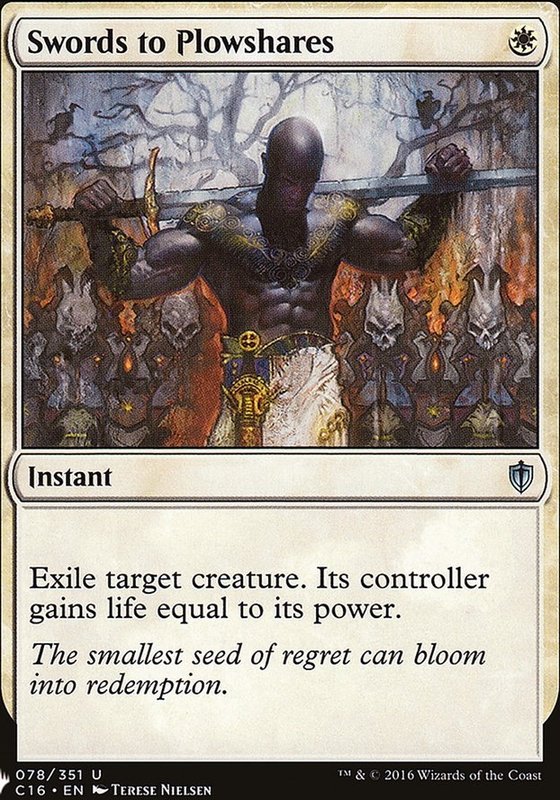 Swords to Plowshares
Instant
Exile target creature. Its controller
gains life equal to its power.
The smallest seed of regret can bloom
into redemption.
078/351 U
C16 • EN TERESE NIELSEN
™ & © 2016 Wizards of the Coast